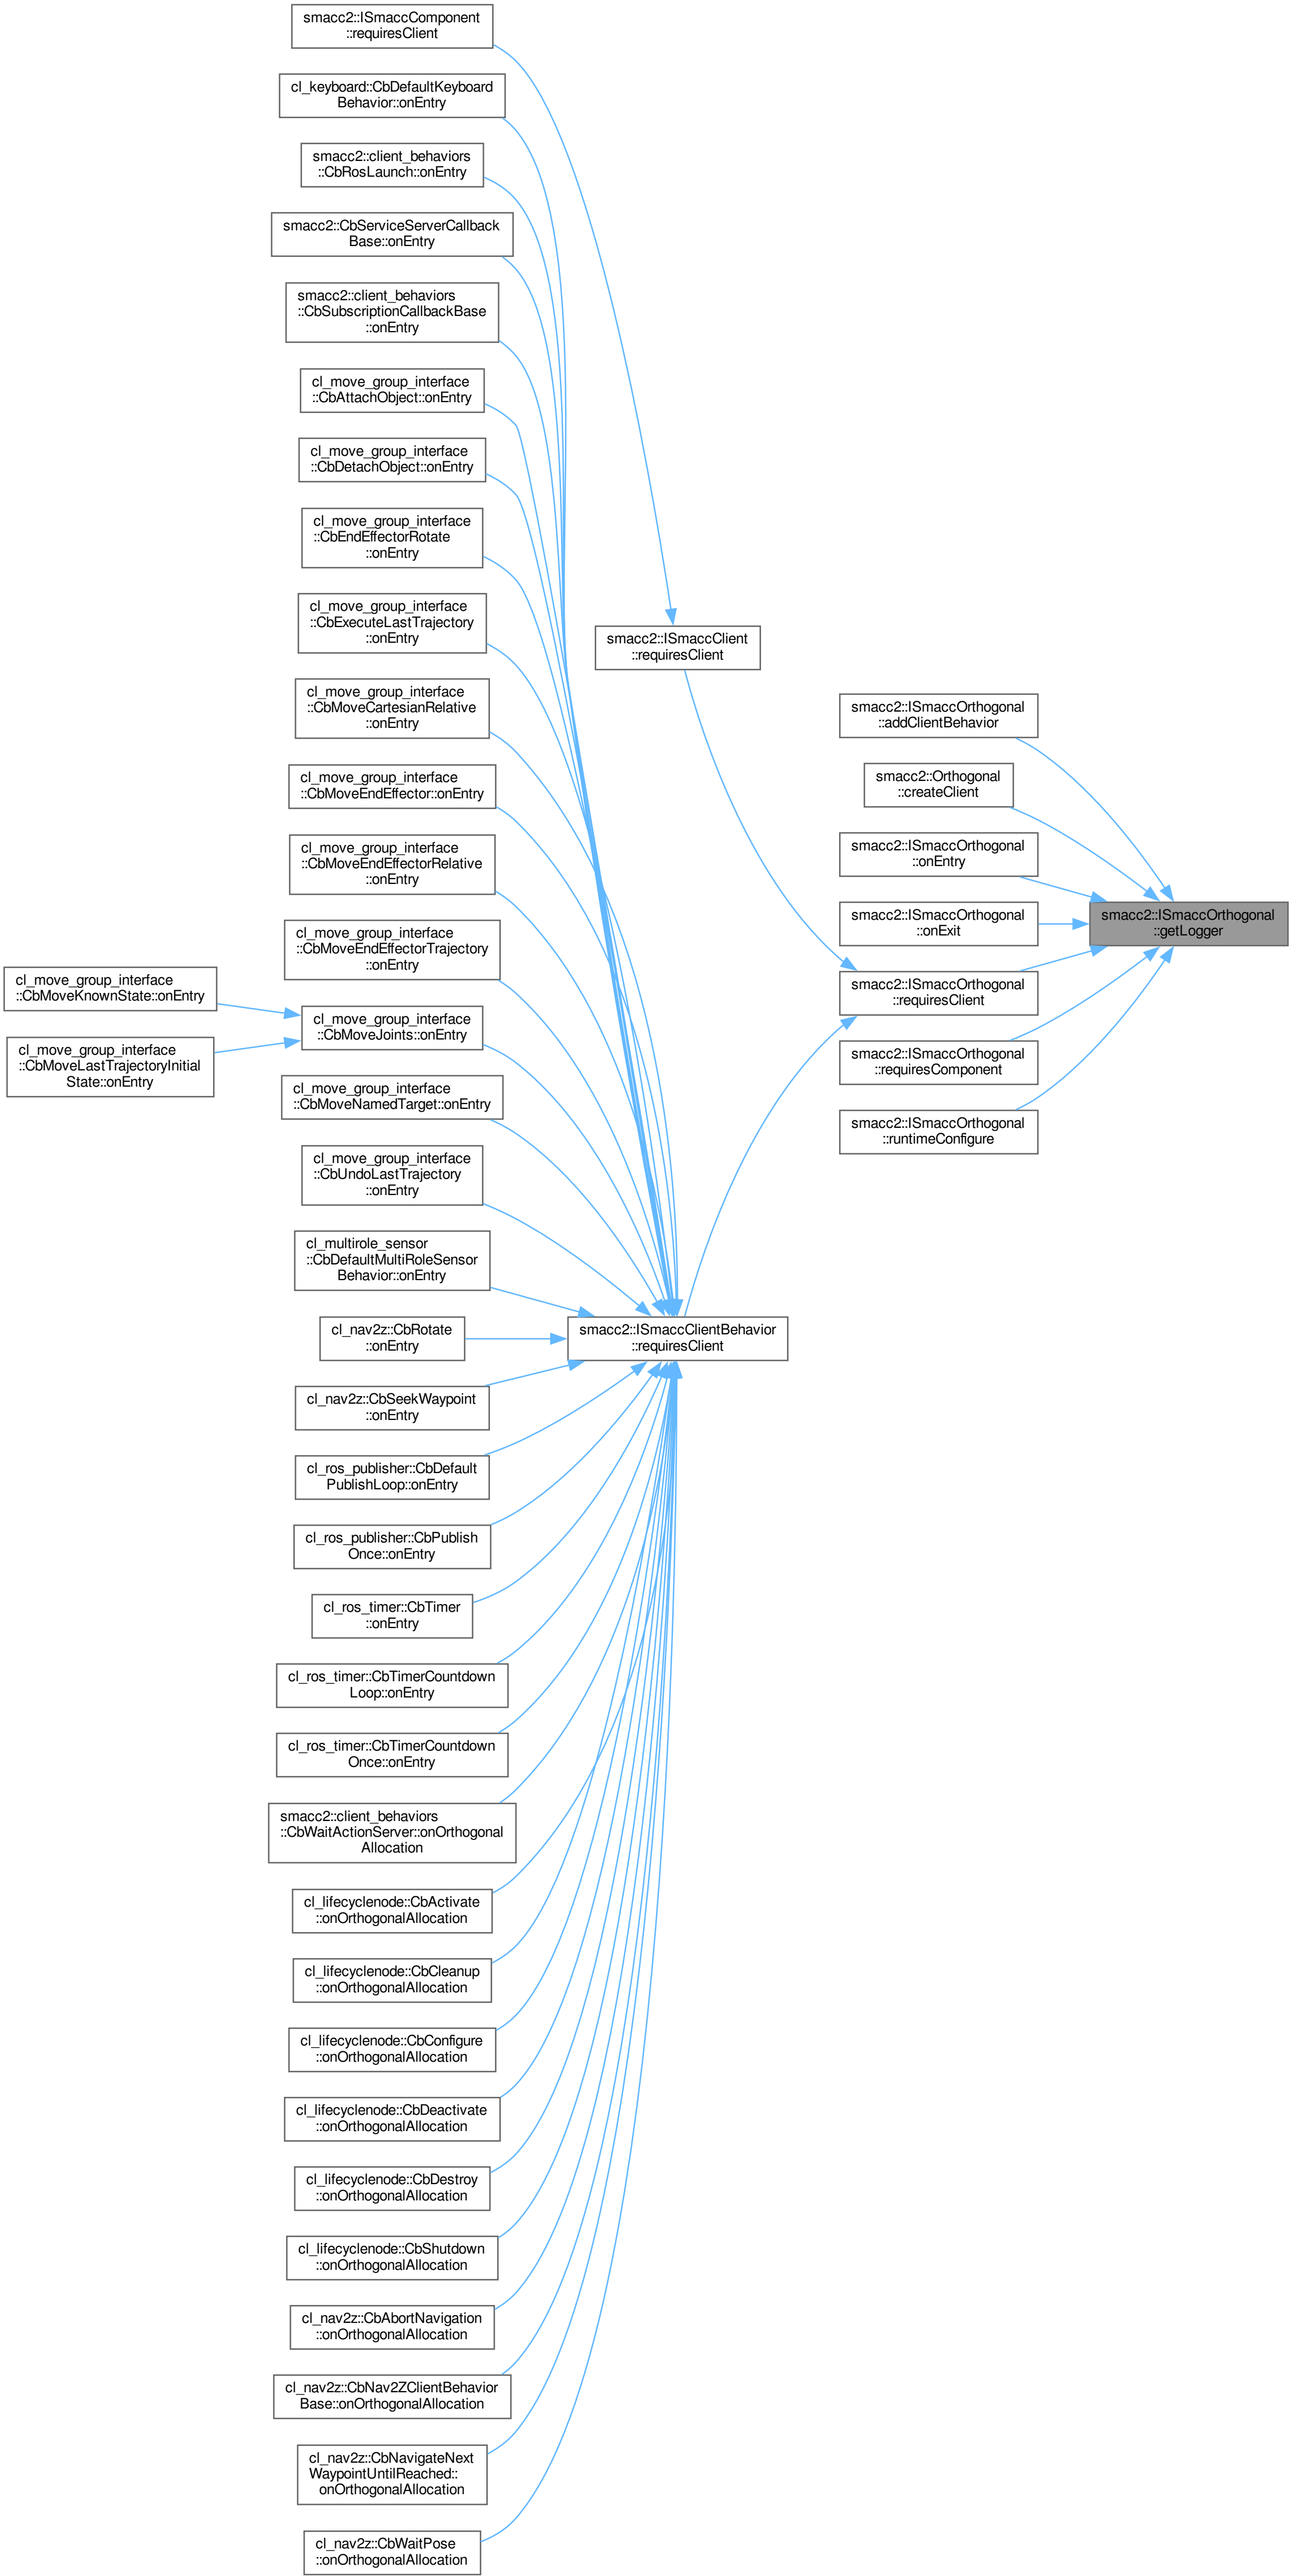 smacc2::ISmaccComponent
::requiresClient
cl_keyboard::CbDefaultKeyboard
Behavior::onEntry
smacc2::client_behaviors
::CbRosLaunch::onEntry
smacc2::CbServiceServerCallback
Base::onEntry
smacc2::client_behaviors
::CbSubscriptionCallbackBase
::onEntry
cl_move_group_interface
::CbAttachObject::onEntry
cl_move_group_interface
::CbDetachObject::onEntry
cl_move_group_interface
::CbEndEffectorRotate
::onEntry
cl_move_group_interface
::CbExecuteLastTrajectory
::onEntry
cl_move_group_interface
::CbMoveCartesianRelative
::onEntry
cl_move_group_interface
::CbMoveEndEffector::onEntry
cl_move_group_interface
::CbMoveEndEffectorRelative
::onEntry
cl_move_group_interface
::CbMoveEndEffectorTrajectory
::onEntry
cl_move_group_interface
::CbMoveKnownState::onEntry
cl_move_group_interface
::CbMoveLastTrajectoryInitial
State::onEntry
cl_move_group_interface
::CbMoveJoints::onEntry
cl_move_group_interface
::CbMoveNamedTarget::onEntry
cl_move_group_interface
::CbUndoLastTrajectory
::onEntry
cl_multirole_sensor
::CbDefaultMultiRoleSensor
Behavior::onEntry
cl_nav2z::CbRotate
::onEntry
cl_nav2z::CbSeekWaypoint
::onEntry
cl_ros_publisher::CbDefault
PublishLoop::onEntry
cl_ros_publisher::CbPublish
Once::onEntry
cl_ros_timer::CbTimer
::onEntry
cl_ros_timer::CbTimerCountdown
Loop::onEntry
cl_ros_timer::CbTimerCountdown
Once::onEntry
smacc2::client_behaviors
::CbWaitActionServer::onOrthogonal
Allocation
cl_lifecyclenode::CbActivate
::onOrthogonalAllocation
cl_lifecyclenode::CbCleanup
::onOrthogonalAllocation
cl_lifecyclenode::CbConfigure
::onOrthogonalAllocation
cl_lifecyclenode::CbDeactivate
::onOrthogonalAllocation
cl_lifecyclenode::CbDestroy
::onOrthogonalAllocation
cl_lifecyclenode::CbShutdown
::onOrthogonalAllocation
cl_nav2z::CbAbortNavigation
::onOrthogonalAllocation
cl_nav2z::CbNav2ZClientBehavior
Base::onOrthogonalAllocation
cl_nav2z::CbNavigateNext
WaypointUntilReached::
onOrthogonalAllocation
cl_nav2z::CbWaitPose
::onOrthogonalAllocation
smacc2::ISmaccClient
::requiresClient
smacc2::ISmaccClientBehavior
::requiresClient
smacc2::ISmaccOrthogonal
::addClientBehavior
smacc2::Orthogonal
::createClient
smacc2::ISmaccOrthogonal
::onEntry
smacc2::ISmaccOrthogonal
::onExit
smacc2::ISmaccOrthogonal
::requiresClient
smacc2::ISmaccOrthogonal
::requiresComponent
smacc2::ISmaccOrthogonal
::runtimeConfigure
smacc2::ISmaccOrthogonal
::getLogger